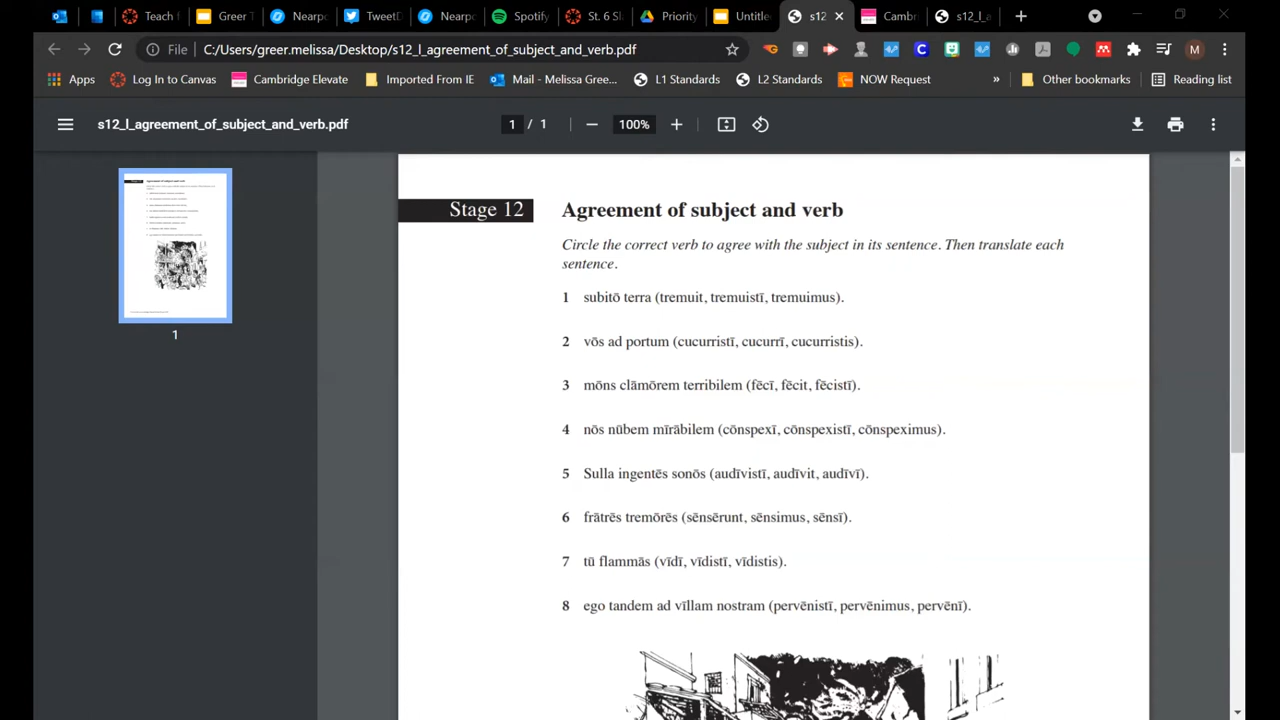 Teach f
Greer T
Nearpo
TweetD
Nearpo
Spotify
St. 6 Sl
Priority
Untitle
s12
Cambr
s12_l_a
File
C:/Users/greer.melissa/Desktop/s12_l_agreement_of_subject_and_verb.pdf
M
Apps
Log In to Canvas
Cambridge Elevate
Imported From IE
Mail - Melissa Gree...
L1 Standards
L2 Standards
NOW Request
»
Other bookmarks
Reading list
s12_l_agreement_of_subject_and_verb.pdf
1 / 1
100%
1
Stage 12
Agreement of subject and verb
Circle the correct verb to agree with the subject in its sentence. Then translate each
sentence.
1 subitō terra (tremuit, tremuistī, tremuimus).
2 vōs ad portum (cucurristī, cucurrī, cucurristis).
3 mōns clāmōrem terribilem (fēcī, fēcit, fēcistī).
4 nōs nūbem mīrābilem (cōnspexī, cōnspexistī, cōnspeximus).
5 Sulla ingentēs sonōs (audīvistī, audīvit, audīvī).
6 frātrēs tremōrēs (sēnsērunt, sēnsimus, sēnsī).
7 tū flammās (vīdī, vīdistī, vīdistis).
8 ego tandem ad vīllam nostram (pervēnistī, pervēnimus, pervēnī).